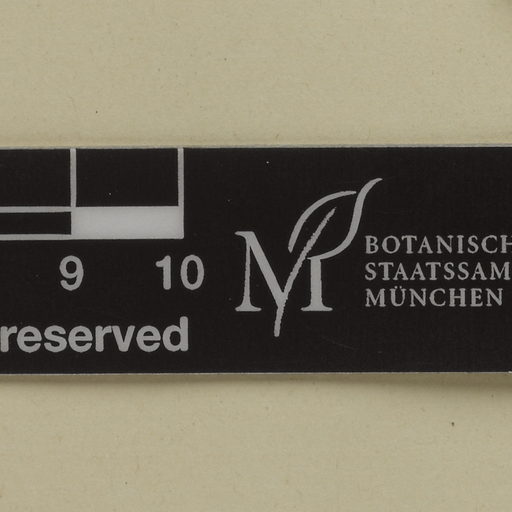 9 10
reserved
M
BOTANISCH
STAATSSAM
MÜNCHEN